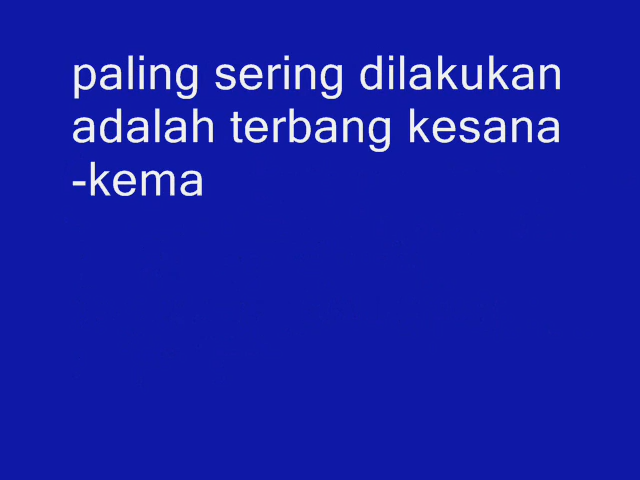 paling sering dilakukan
adalah terbang kesana
-kema